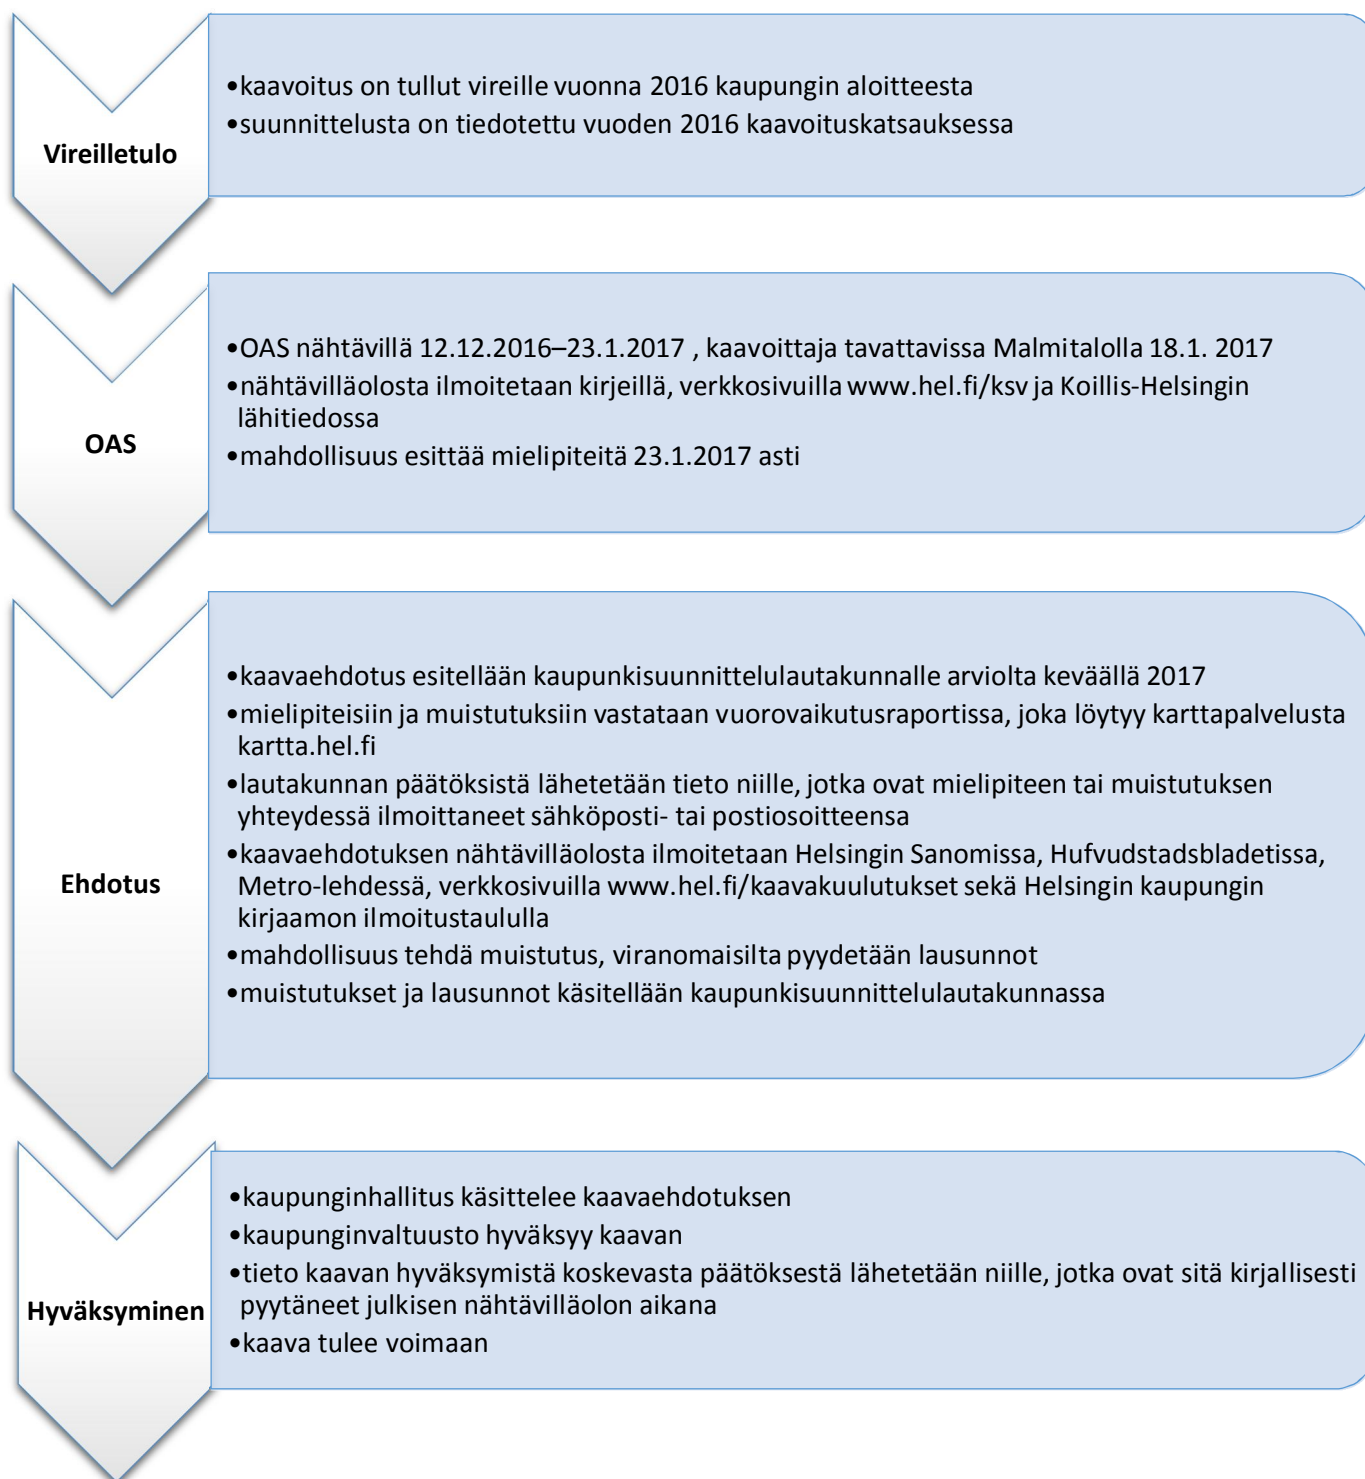 Vireilletulo
•kaavoitus on tullut vireille vuonna 2016 kaupungin aloitteesta
•suunnittelusta on tiedotettu vuoden 2016 kaavoituskatsauksessa
OAS
•OAS nähtävillä 12.12.2016–23.1.2017 , kaavoittaja tavattavissa Malmitalolla 18.1. 2017
•nähtävilläolosta ilmoitetaan kirjeillä, verkkosivuilla www.hel.fi/ksv ja Koillis-Helsingin
lähitiedossa
•mahdollisuus esittää mielipiteitä 23.1.2017 asti
Ehdotus
•kaavaehdotus esitellään kaupunkisuunnittelulautakunnalle arviolta keväällä 2017
•mielipiteisiin ja muistutuksiin vastataan vuorovaikutusraportissa, joka löytyy karttapalvelusta
kartta.hel.fi
•lautakunnan päätöksistä lähetetään tieto niille, jotka ovat mielipiteen tai muistutuksen
yhteydessä ilmoittaneet sähköposti- tai postiosoitteensa
•kaavaehdotuksen nähtävilläolosta ilmoitetaan Helsingin Sanomissa, Hufvudstadsbladetissa,
Metro-lehdessä, verkkosivuilla www.hel.fi/kaavakuulutukset sekä Helsingin kaupungin
kirjaamon ilmoitustaululla
•mahdollisuus tehdä muistutus, viranomaisilta pyydetään lausunnot
•muistutukset ja lausunnot käsitellään kaupunkisuunnittelulautakunnassa
Hyväksyminen
•kaupunginhallitus käsittelee kaavaehdotuksen
•kaupunginvaltuusto hyväksyy kaavan
•tieto kaavan hyväksymistä koskevasta päätöksestä lähetetään niille, jotka ovat sitä kirjallisesti
pyytäneet julkisen nähtävilläolon aikana
•kaava tulee voimaan